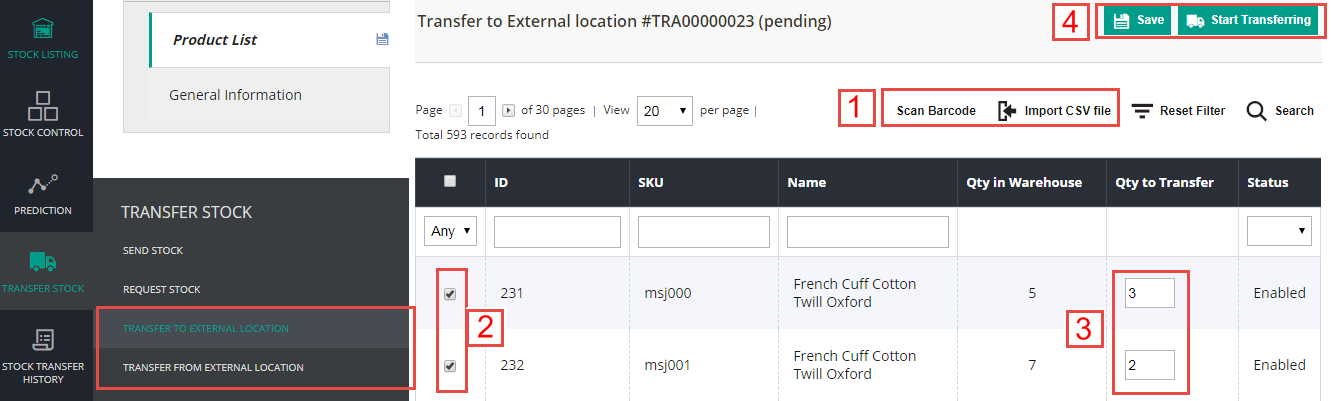 STOCK LISTING
STOCK CONTROL
PREDICTION
TRANSFER STOCK
STOCK TRANSFER
HISTORY
Product List
General Information
TRANSFER STOCK
SEND STOCK
REQUEST STOCK
TRANSFER TO EXTERNAL LOCATION
TRANSFER FROM EXTERNAL LOCATION
Transfer to External location #TRA00000023 (pending)
4 Save Start Transferring
Page 1 of 30 pages | View 20 per page |
Total 593 records found
1 Scan Barcode Import CSV file Reset Filter Search
ID SKU Name Qty in Warehouse Qty to Transfer Status
Any
231 msj000 French Cuff Cotton
Twill Oxford 5 3 Enabled
2 3
232 msj001 French Cuff Cotton
Twill Oxford 7 2 Enabled